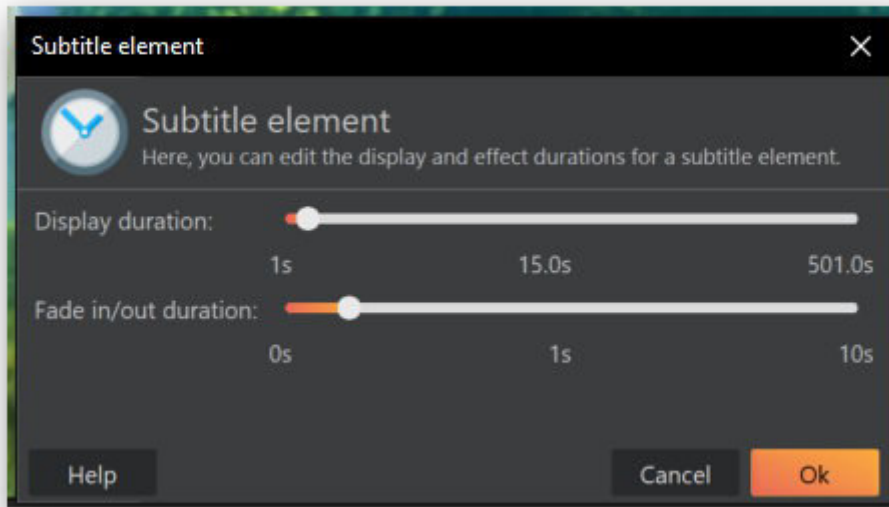 Subtitle element
Subtitle element
Here, you can edit the display and effect durations for a subtitle element.
Display duration:
1s 15.0s 501.0s
Fade in/out duration:
0s 1s 10s
Help Cancel Ok